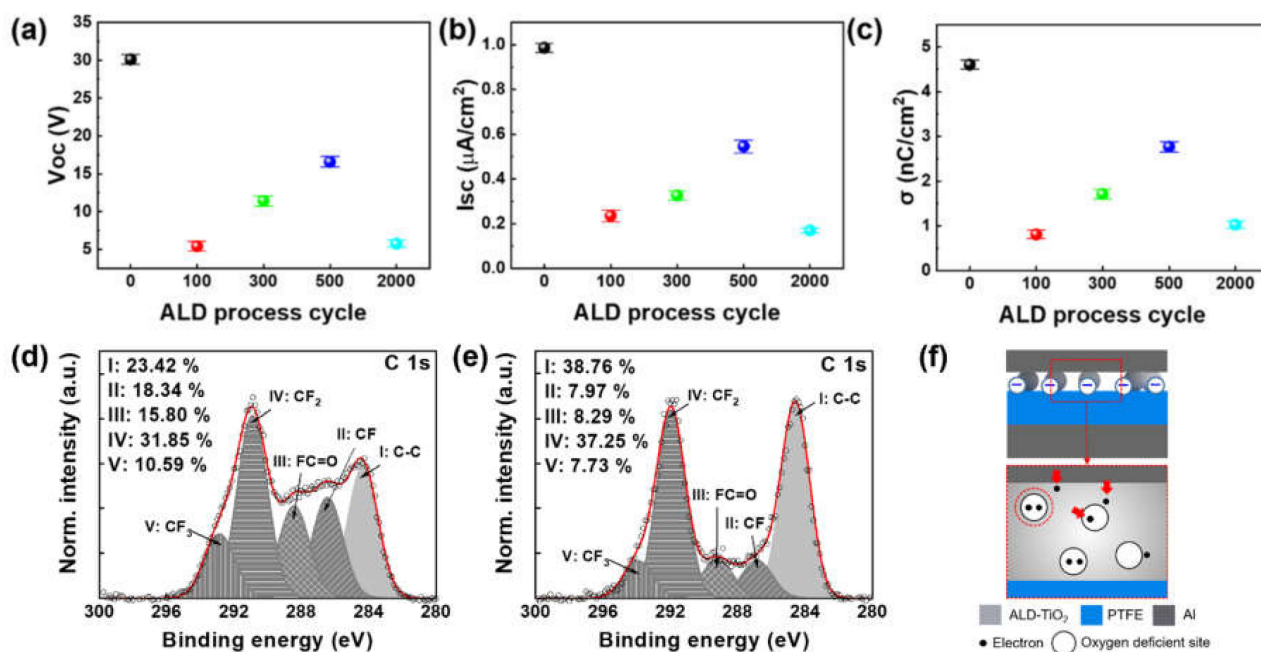 (a)
35
30
25
20
15
10
5
Voc (V)
0 100 300 500 2000
ALD process cycle
(b)
1.0
0.8
0.6
0.4
0.2
0.0
Isc (μA/cm²)
0 100 300 500 2000
ALD process cycle
(c)
5
4
3
2
1
0
σ (nC/cm²)
0 100 300 500 2000
ALD process cycle
(d)
Norm. intensity (a.u.)
I: 23.42 %
II: 18.34 %
III: 15.80 %
IV: 31.85 %
V: 10.59 %
C 1s
IV: CF₂
II: CF
III: FC=O
I: C-C
V: CF₃
300 296 292 288 284 280
Binding energy (eV)
(e)
Norm. intensity (a.u.)
I: 38.76 %
II: 7.97 %
III: 8.29 %
IV: 37.25 %
V: 7.73 %
C 1s
IV: CF₂
I: C-C
III: FC=O
II: CF
V: CF₃
300 296 292 288 284 280
Binding energy (eV)
(f)
ALD-TiO₂ PTFE Al
Electron Oxygen deficient site